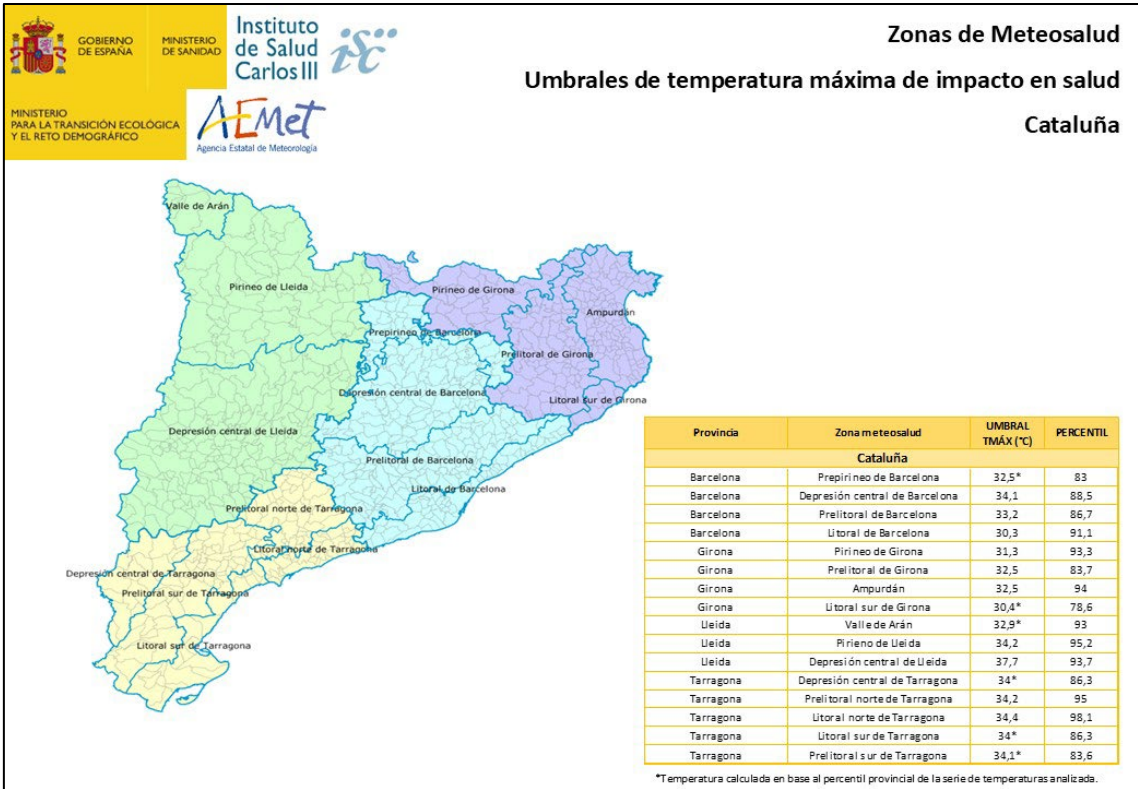 GOBIERNO
DE ESPAÑA
MINISTERIO
DE SANIDAD
Instituto
de Salud
Carlos III
isc
MINISTERIO
PARA LA TRANSICIÓN ECOLÓGICA
Y EL RETO DEMOGRÁFICO
AEMet
Agencia Estatal de Meteorología
Zonas de Meteosalud
Umbrales de temperatura máxima de impacto en salud
Cataluña
Valle de Arán
Pirineo de Lleida
Pirineo de Girona
Ampurdán
Prepirineo de Barcelona
Prelitoral de Girona
Depresión central de Barcelona
Litoral sur de Girona
Depresión central de Lleida
Prelitoral de Barcelona
Litoral de Barcelona
Prelitoral norte de Tarragona
Litoral norte de Tarragona
Depresión central de Tarragona
Prelitoral sur de Tarragona
Litoral sur de Tarragona
Provincia Zona meteosalud UMBRAL TMÁX (°C) PERCENTIL
Cataluña
Barcelona Prepirineo de Barcelona 32,5* 83
Barcelona Depresión central de Barcelona 34,1 88,5
Barcelona Prelitoral de Barcelona 33,2 86,7
Barcelona Litoral de Barcelona 30,3 91,1
Girona Pirineo de Girona 31,3 93,3
Girona Prelitoral de Girona 32,5 83,7
Girona Ampurdán 32,5 94
Girona Litoral sur de Girona 30,4* 78,6
Lleida Valle de Arán 32,9* 93
Lleida Pirieno de Lleida 34,2 95,2
Lleida Depresión central de Lleida 37,7 93,7
Tarragona Depresión central de Tarragona 34* 86,3
Tarragona Prelitoral norte de Tarragona 34,2 95
Tarragona Litoral norte de Tarragona 34,4 98,1
Tarragona Litoral sur de Tarragona 34* 86,3
Tarragona Prelitoral sur de Tarragona 34,1* 83,6
*Temperatura calculada en base al percentil provincial de la serie de temperaturas analizada.